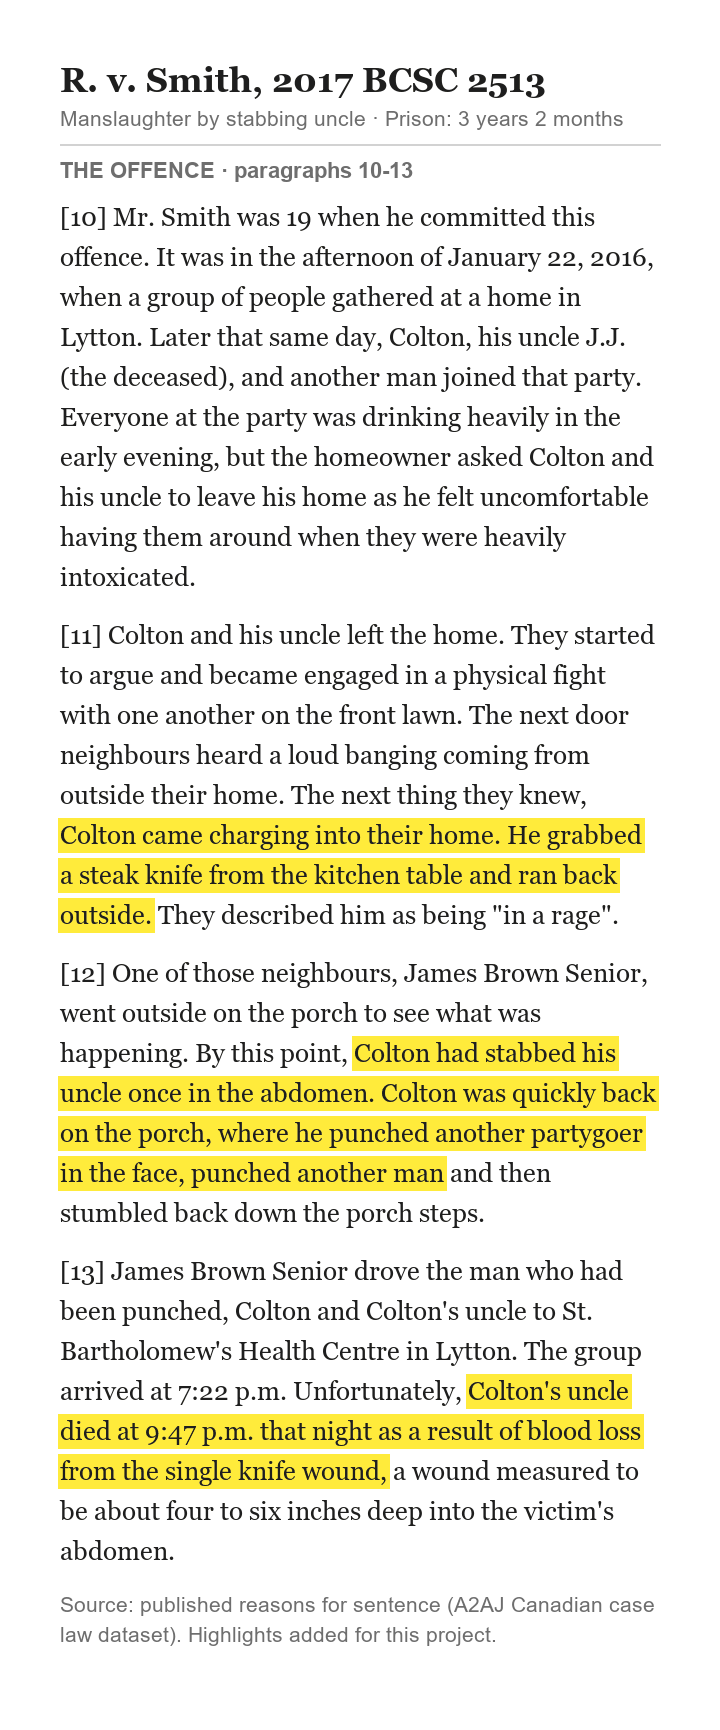 R. v. Smith, 2017 BCSC 2513
Manslaughter by stabbing uncle · Prison: 3 years 2 months
THE OFFENCE · paragraphs 10-13
[10] Mr. Smith was 19 when he committed this
offence. It was in the afternoon of January 22, 2016,
when a group of people gathered at a home in
Lytton. Later that same day, Colton, his uncle J.J.
(the deceased), and another man joined that party.
Everyone at the party was drinking heavily in the
early evening, but the homeowner asked Colton and
his uncle to leave his home as he felt uncomfortable
having them around when they were heavily
intoxicated.
[11] Colton and his uncle left the home. They started
to argue and became engaged in a physical fight
with one another on the front lawn. The next door
neighbours heard a loud banging coming from
outside their home. The next thing they knew,
Colton came charging into their home. He grabbed
a steak knife from the kitchen table and ran back
outside. They described him as being "in a rage".
[12] One of those neighbours, James Brown Senior,
went outside on the porch to see what was
happening. By this point, Colton had stabbed his
uncle once in the abdomen. Colton was quickly back
on the porch, where he punched another partygoer
in the face, punched another man and then
stumbled back down the porch steps.
[13] James Brown Senior drove the man who had
been punched, Colton and Colton's uncle to St.
Bartholomew's Health Centre in Lytton. The group
arrived at 7:22 p.m. Unfortunately, Colton's uncle
died at 9:47 p.m. that night as a result of blood loss
from the single knife wound, a wound measured to
be about four to six inches deep into the victim's
abdomen.
Source: published reasons for sentence (A2AJ Canadian case
law dataset). Highlights added for this project.